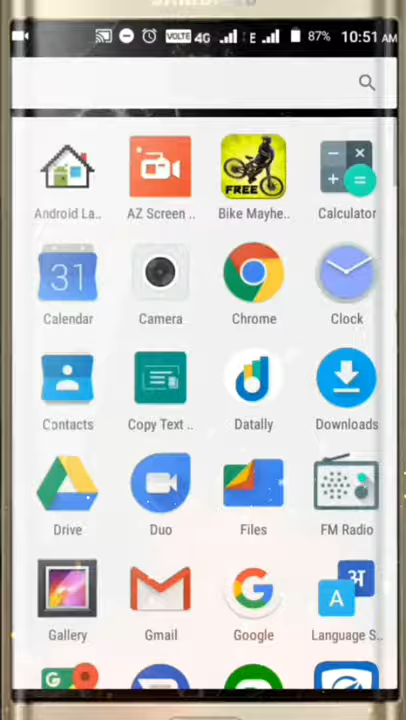 VOLTE 4G E 87% 10:51 AM
Android La.. AZ Screen .. Bike Mayhe.. Calculator
FREE
31
Calendar Camera Chrome Clock
Contacts Copy Text .. Datally Downloads
Drive Duo Files FM Radio
अ
A
Gallery Gmail Google Language S..